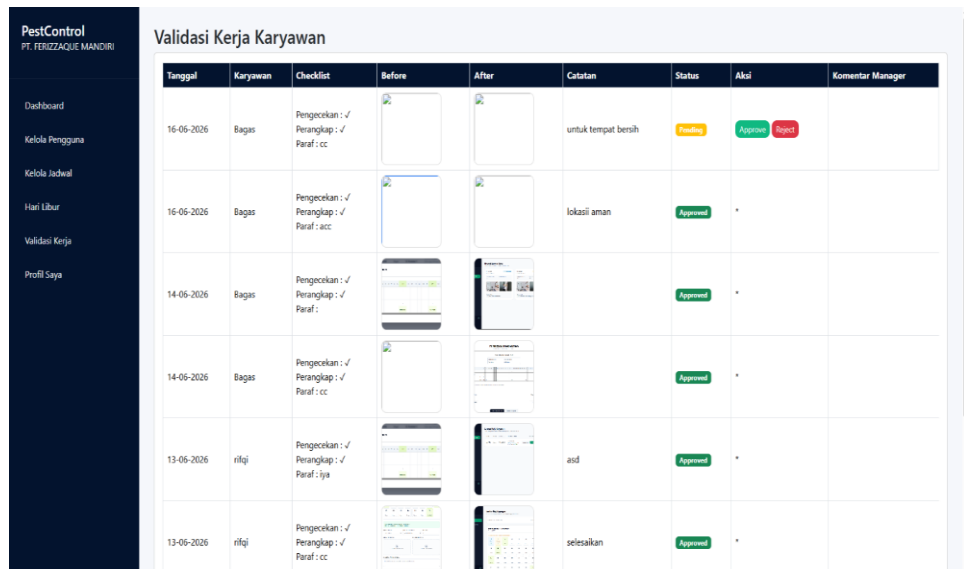 PestControl
PT. FERIZZAQUE MANDIRI
Dashboard
Kelola Pengguna
Kelola Jadwal
Hari Libur
Validasi Kerja
Profil Saya
Validasi Kerja Karyawan
Tanggal Karyawan Checklist Before After Catatan Status Aksi Komentar Manager
16-06-2026 Bagas Pengecekan : √
Perangkap : √
Paraf : cc
untuk tempat bersih Pending Approve Reject
16-06-2026 Bagas Pengecekan : √
Perangkap : √
Paraf : acc
lokasii aman Approved *
14-06-2026 Bagas Pengecekan : √
Perangkap : √
Paraf :
Approved *
14-06-2026 Bagas Pengecekan : √
Perangkap : √
Paraf : cc
Approved *
13-06-2026 rifqi Pengecekan : √
Perangkap : √
Paraf : iya
asd Approved *
13-06-2026 rifqi Pengecekan : √
Perangkap : √
Paraf : cc
selesaikan Approved *